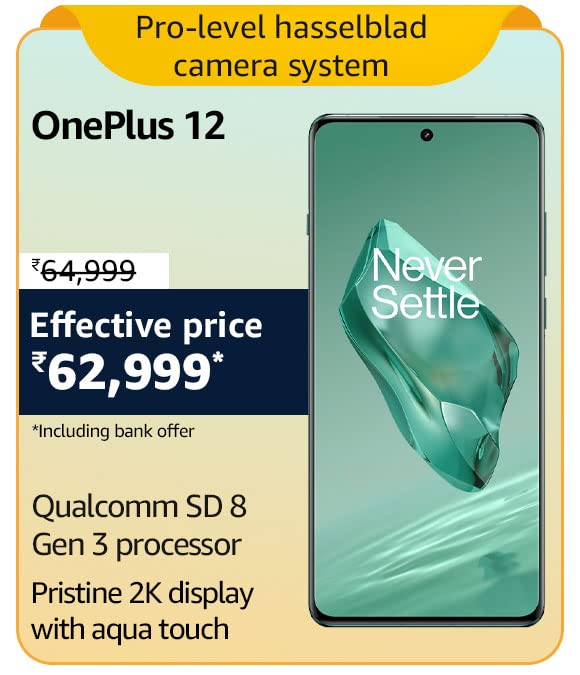 Pro-level hasselblad
camera system
OnePlus 12
₹64,999
Effective price
₹62,999*
*Including bank offer
Qualcomm SD 8
Gen 3 processor
Pristine 2K display
with aqua touch
Never
Settle